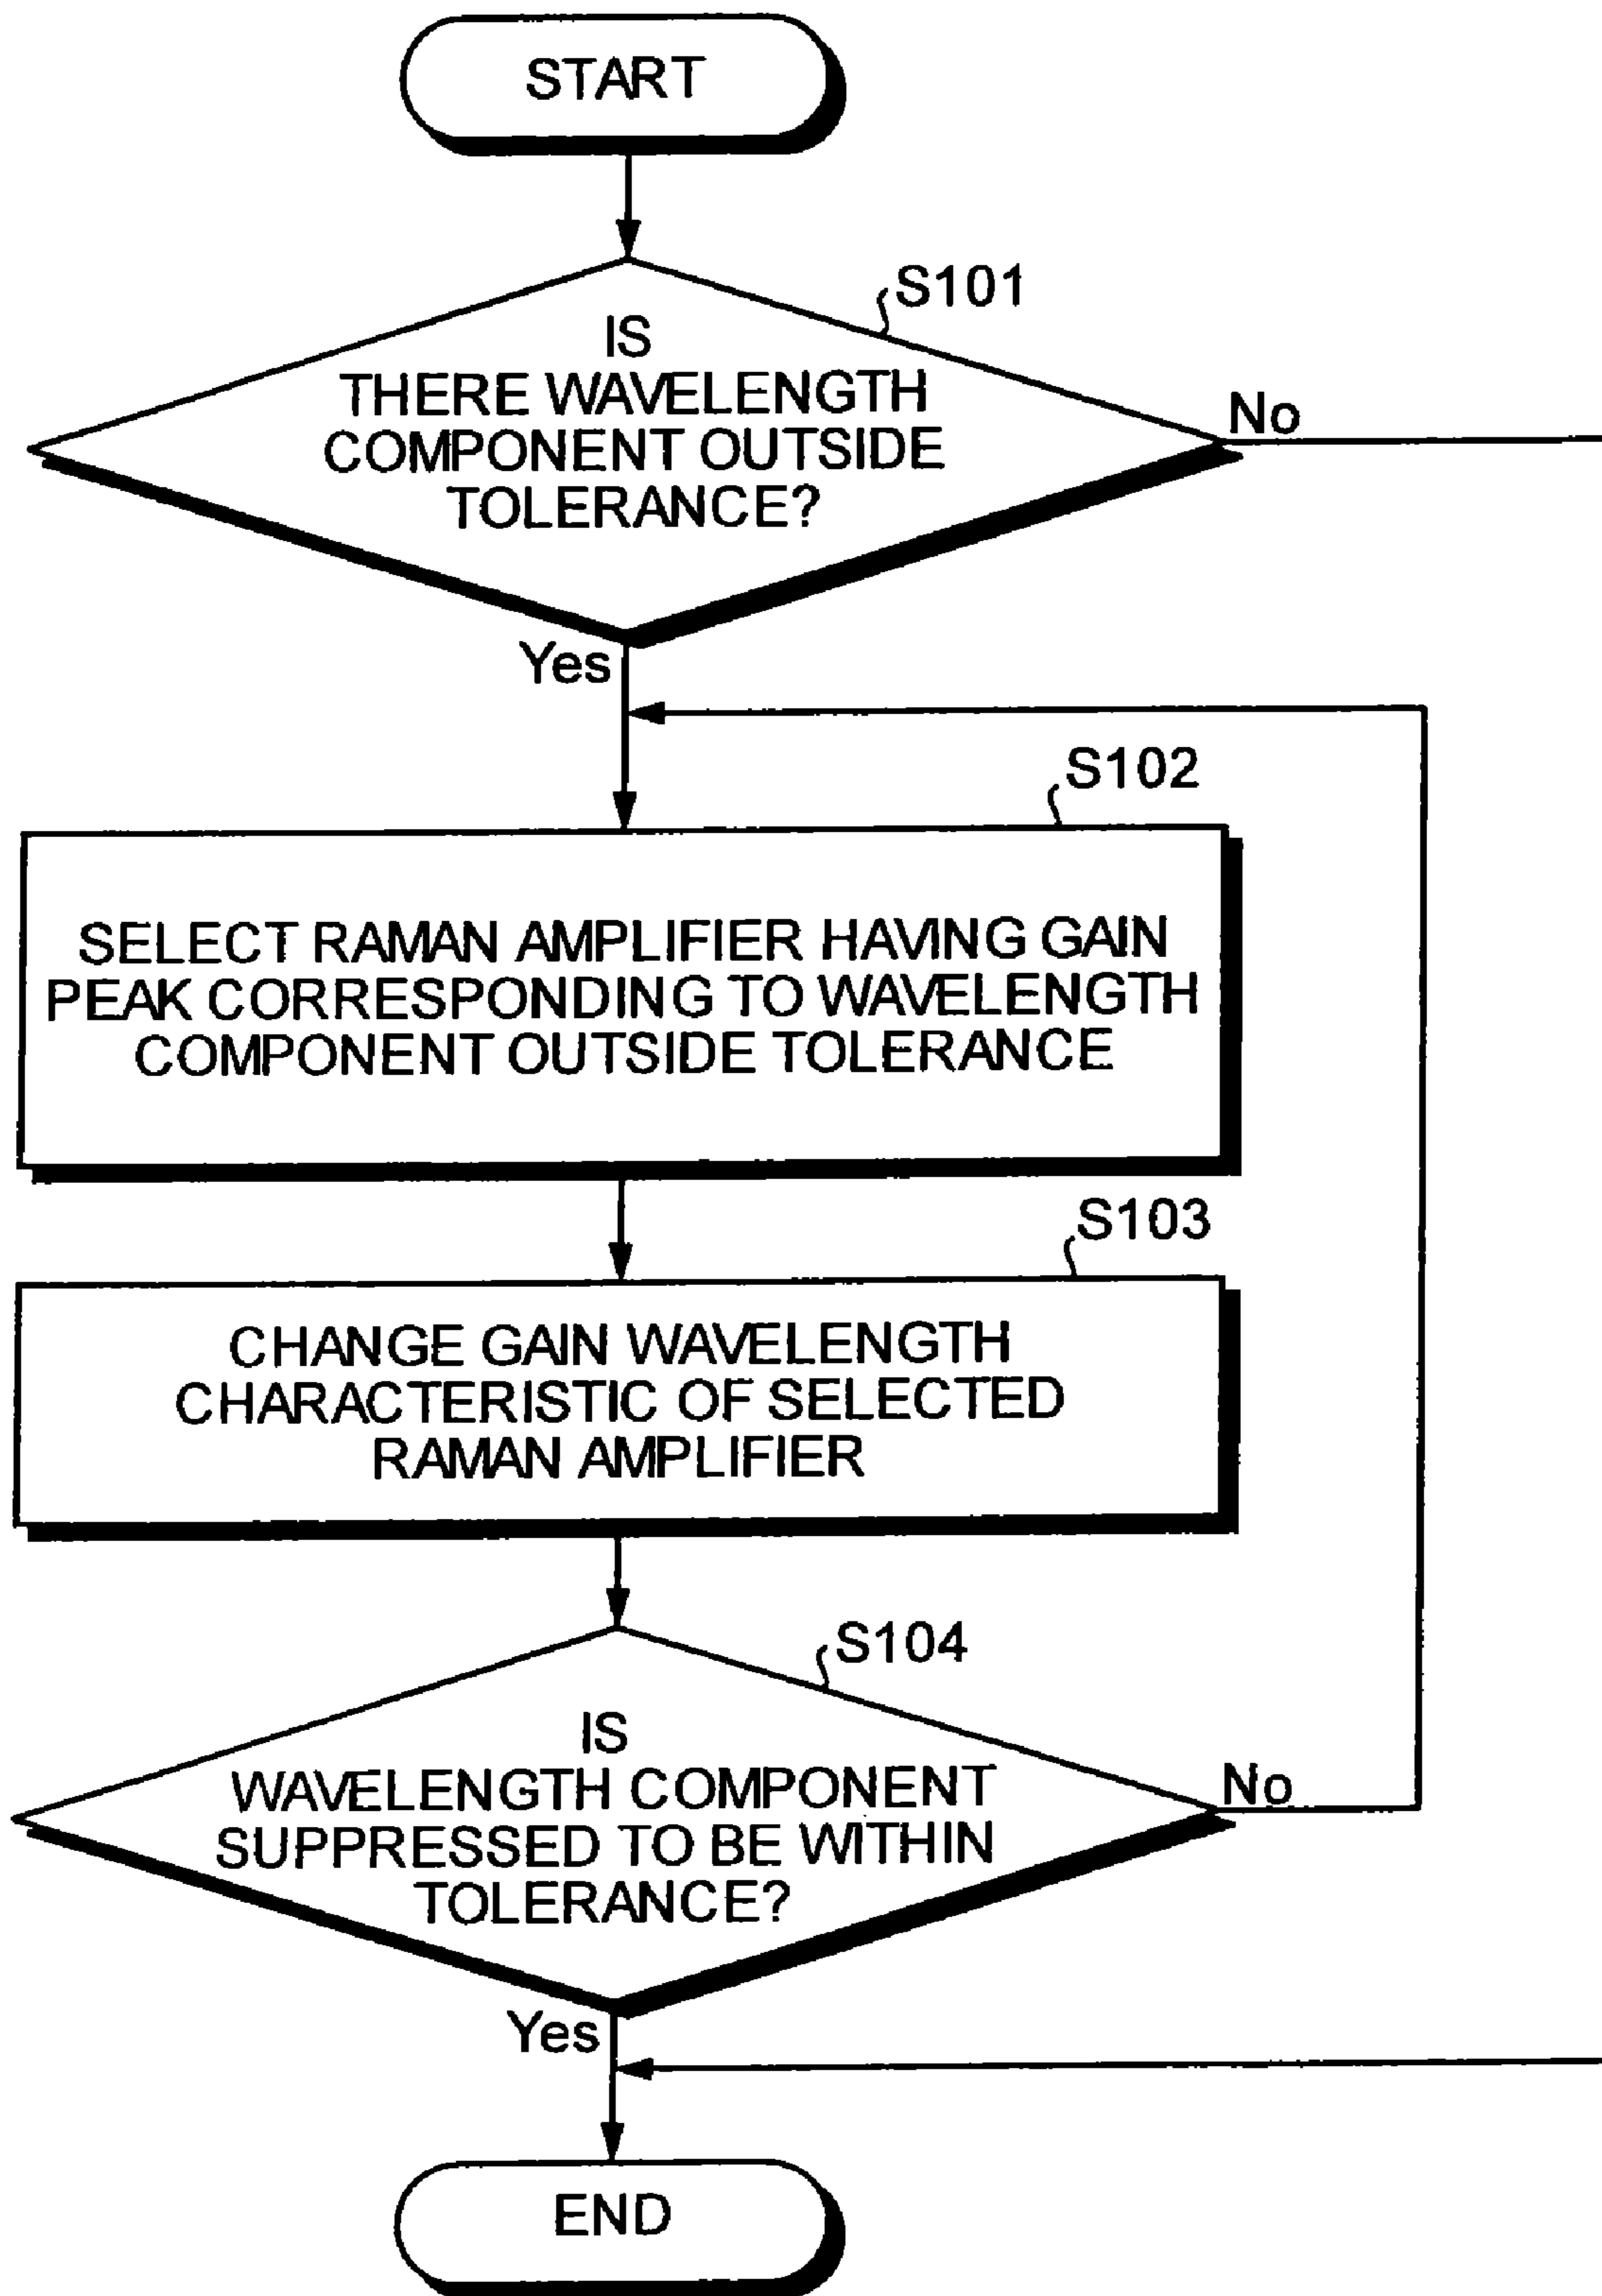 START
S101
IS
THERE WAVELENGTH
COMPONENT OUTSIDE
TOLERANCE?
No
Yes
S102
SELECT RAMAN AMPLIFIER HAVING GAIN
PEAK CORRESPONDING TO WAVELENGTH
COMPONENT OUTSIDE TOLERANCE
S103
CHANGE GAIN WAVELENGTH
CHARACTERISTIC OF SELECTED
RAMAN AMPLIFIER
S104
IS
WAVELENGTH COMPONENT
SUPPRESSED TO BE WITHIN
TOLERANCE?
No
Yes
END